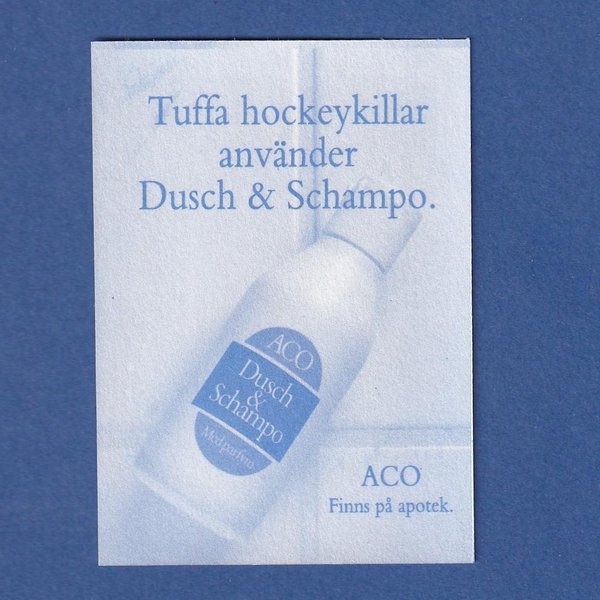 Tuffa hockeykillar
använder
Dusch & Schampo.
ACO
Dusch
&
Schampo
Med parfym
ACO
Finns på apotek.